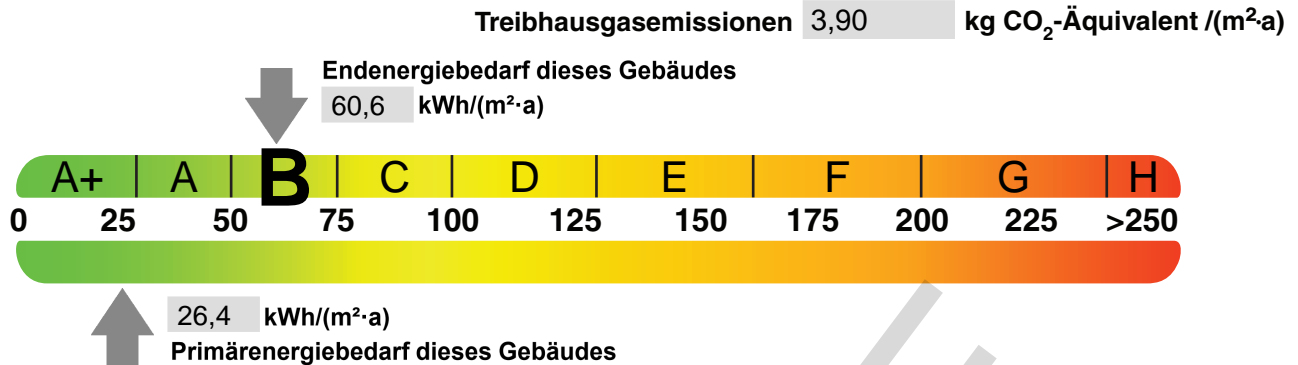 Treibhausgasemissionen 3,90 kg CO₂-Äquivalent /(m²·a)
Endenergiebedarf dieses Gebäudes
60,6 kWh/(m²·a)
A+ A B C D E F G H
0 25 50 75 100 125 150 175 200 225 >250
26,4 kWh/(m²·a)
Primärenergiebedarf dieses Gebäudes